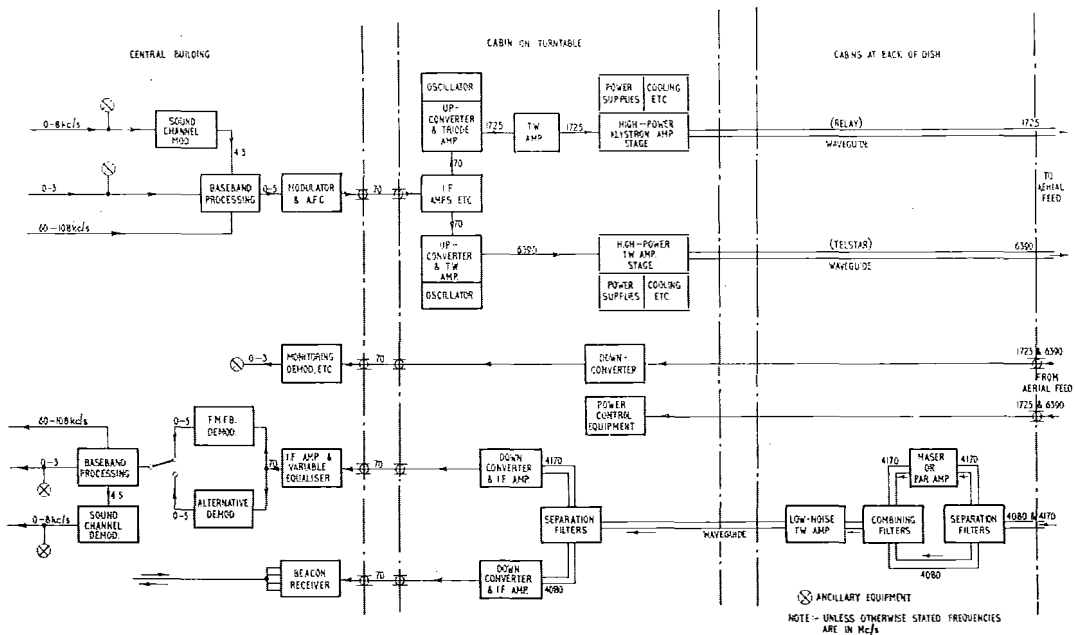 CENTRAL BUILDING
CABIN ON TURNTABLE
CABINS AT BACK OF DISH
0-8kc/s
SOUND
CHANNEL
MOD.
4.5
0-3
60-108kc/s
BASEBAND
PROCESSING
0-5
MODULATOR
& A.F.C
70
70
I.F.
AMPS ETC
70
70
OSCILLATOR
UP-
CONVERTER
& TRIODE
AMP
1725
T.W
AMP.
1725
POWER
SUPPLIES
COOLING
ETC
HIGH-POWER
KLYSTRON AMP
STAGE
(RELAY)
WAVEGUIDE
1725
TO
AERIAL
FEED
UP-
CONVERTER
& TW
AMP.
OSCILLATOR
6390
HIGH-POWER
TW AMP.
STAGE
POWER
SUPPLIES
COOLING
ETC.
(TELSTAR)
WAVEGUIDE
6390
0-3
MONITORING
DEMOD, ETC
70
DOWN-
CONVERTER
1725 & 6390
FROM
AERIAL FEED
POWER
CONTROL
EQUIPMENT
1725 & 6390
60-108kc/s
0-3
BASEBAND
PROCESSING
4.5
0-8kc/s
SOUND
CHANNEL
DEMOD.
0-5
F.M.F.B.
DEMOD.
0-5
ALTERNATIVE
DEMOD
70
I.F AMP &
VARIABLE
EQUALISER
70
DOWN
CONVERTER
& I.F AMP.
4170
SEPARATION
FILTERS
WAVEGUIDE
LOW-NOISE
TW AMP
COMBINING
FILTERS
4170
MASER
OR
PAR AMP
4170
SEPARATION
FILTERS
4080 & 4170
4080
BEACON
RECEIVER
70
DOWN
CONVERTER
& I.F AMP.
4080
ANCILLARY EQUIPMENT
NOTE:- UNLESS OTHERWISE STATED FREQUENCIES
ARE IN Mc/s